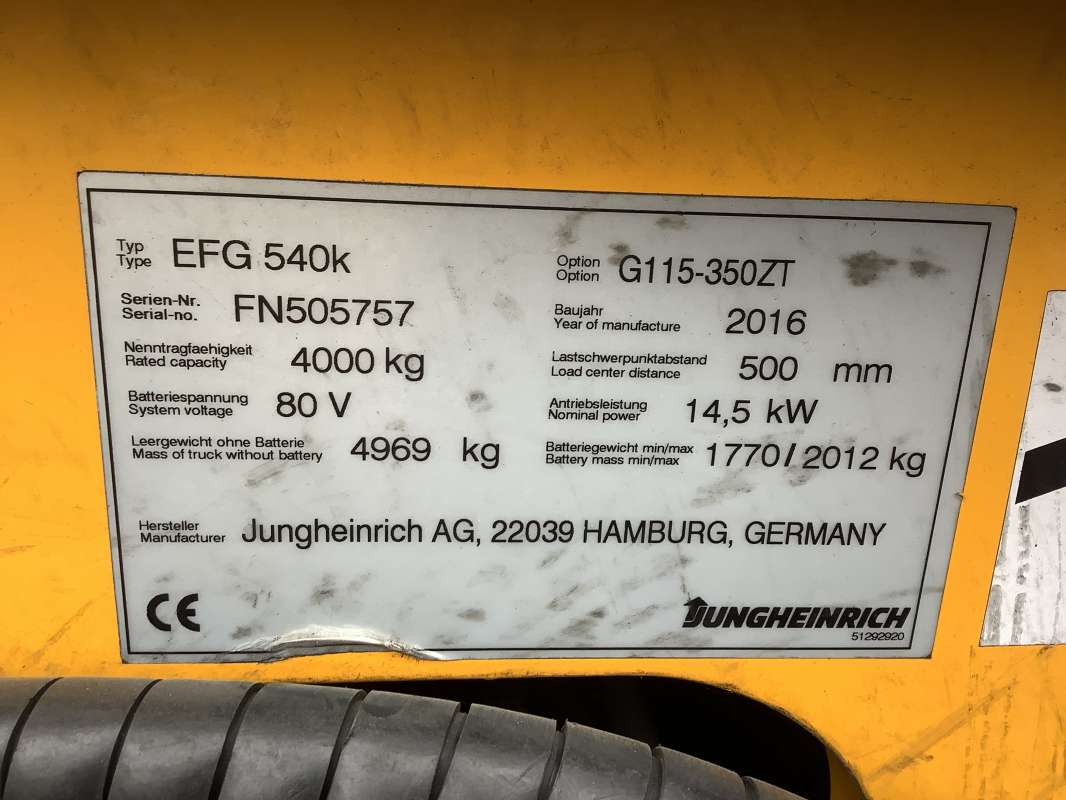 Typ
Type EFG 540k
Option
Option G115-350ZT
Serien-Nr.
Serial-no. FN505757
Baujahr
Year of manufacture 2016
Nenntragfaehigkeit
Rated capacity 4000 kg
Lastschwerpunktabstand
Load center distance 500 mm
Batteriespannung
System voltage 80 V
Antriebsleistung
Nominal power 14,5 kW
Leergewicht ohne Batterie
Mass of truck without battery 4969 kg
Batteriegewicht min/max
Battery mass min/max 1770/2012 kg
Hersteller
Manufacturer Jungheinrich AG, 22039 HAMBURG, GERMANY
CE
JUNGHEINRICH
51292920